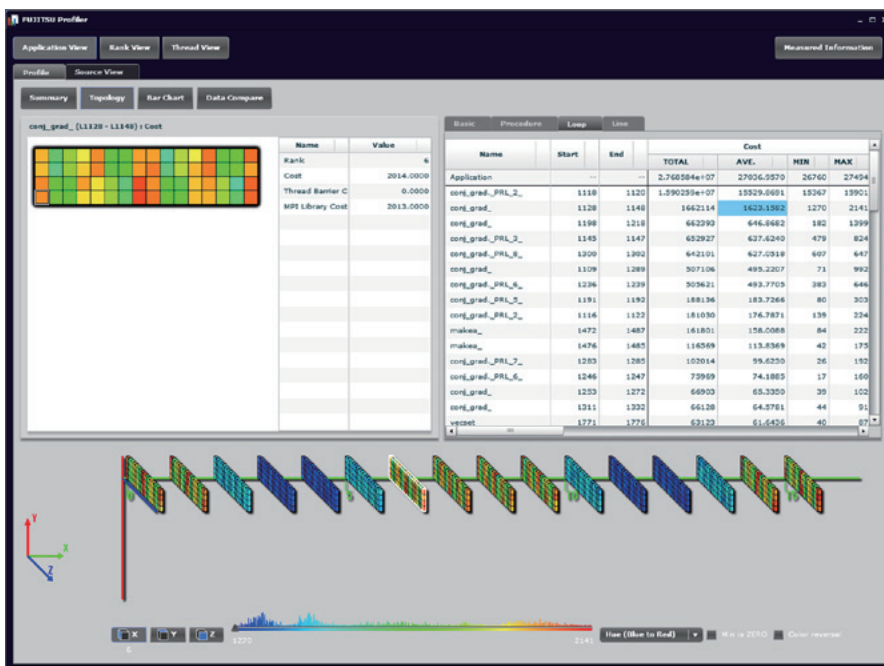 FUJITSU Profiler
Application View Rank View Thread View Measured Information
Profile Source View
Summary Topology Bar Chart Data Compare
conj_grad_ (L1128 - L1148) : Cost
Name Value
Rank 6
Cost 2014.0000
Thread Barrier C 0.0000
MPI Library Cost 2013.0000
Basic Procedure Loop Line
Name Start End Cost
TOTAL AVE. MIN MAX
Application -- -- 2.768584e+07 27036.9570 26760 27494
conj_grad._PRL_2_ 1118 1120 1.590259e+07 15529.8691 15367 15901
conj_grad_ 1128 1148 1662114 1623.1582 1270 2141
conj_grad_ 1198 1218 662393 646.8682 182 1399
conj_grad._PRL_3_ 1145 1147 652927 637.6240 479 824
conj_grad._PRL_8_ 1300 1302 642101 627.0518 607 647
conj_grad_ 1109 1289 507106 495.2207 71 992
conj_grad._PRL_6_ 1236 1239 505621 493.7705 383 646
conj_grad._PRL_5_ 1191 1192 188136 183.7266 80 303
conj_grad._PRL_2_ 1116 1122 181030 176.7871 139 224
makea_ 1472 1487 161801 158.0088 84 222
makea_ 1476 1485 116569 113.8369 42 175
conj_grad._PRL_7_ 1283 1285 102014 99.6230 26 192
conj_grad._PRL_6_ 1246 1247 75969 74.1885 17 160
conj_grad_ 1253 1272 66903 65.3350 39 102
conj_grad_ 1311 1332 66128 64.5781 44 91
vecset 1771 1776 63123 61.6436 40 87
0 5 10 15
Y
X
Z
X Y Z
6
1270 2141
Hue (Blue to Red) Min is ZERO Color reversal